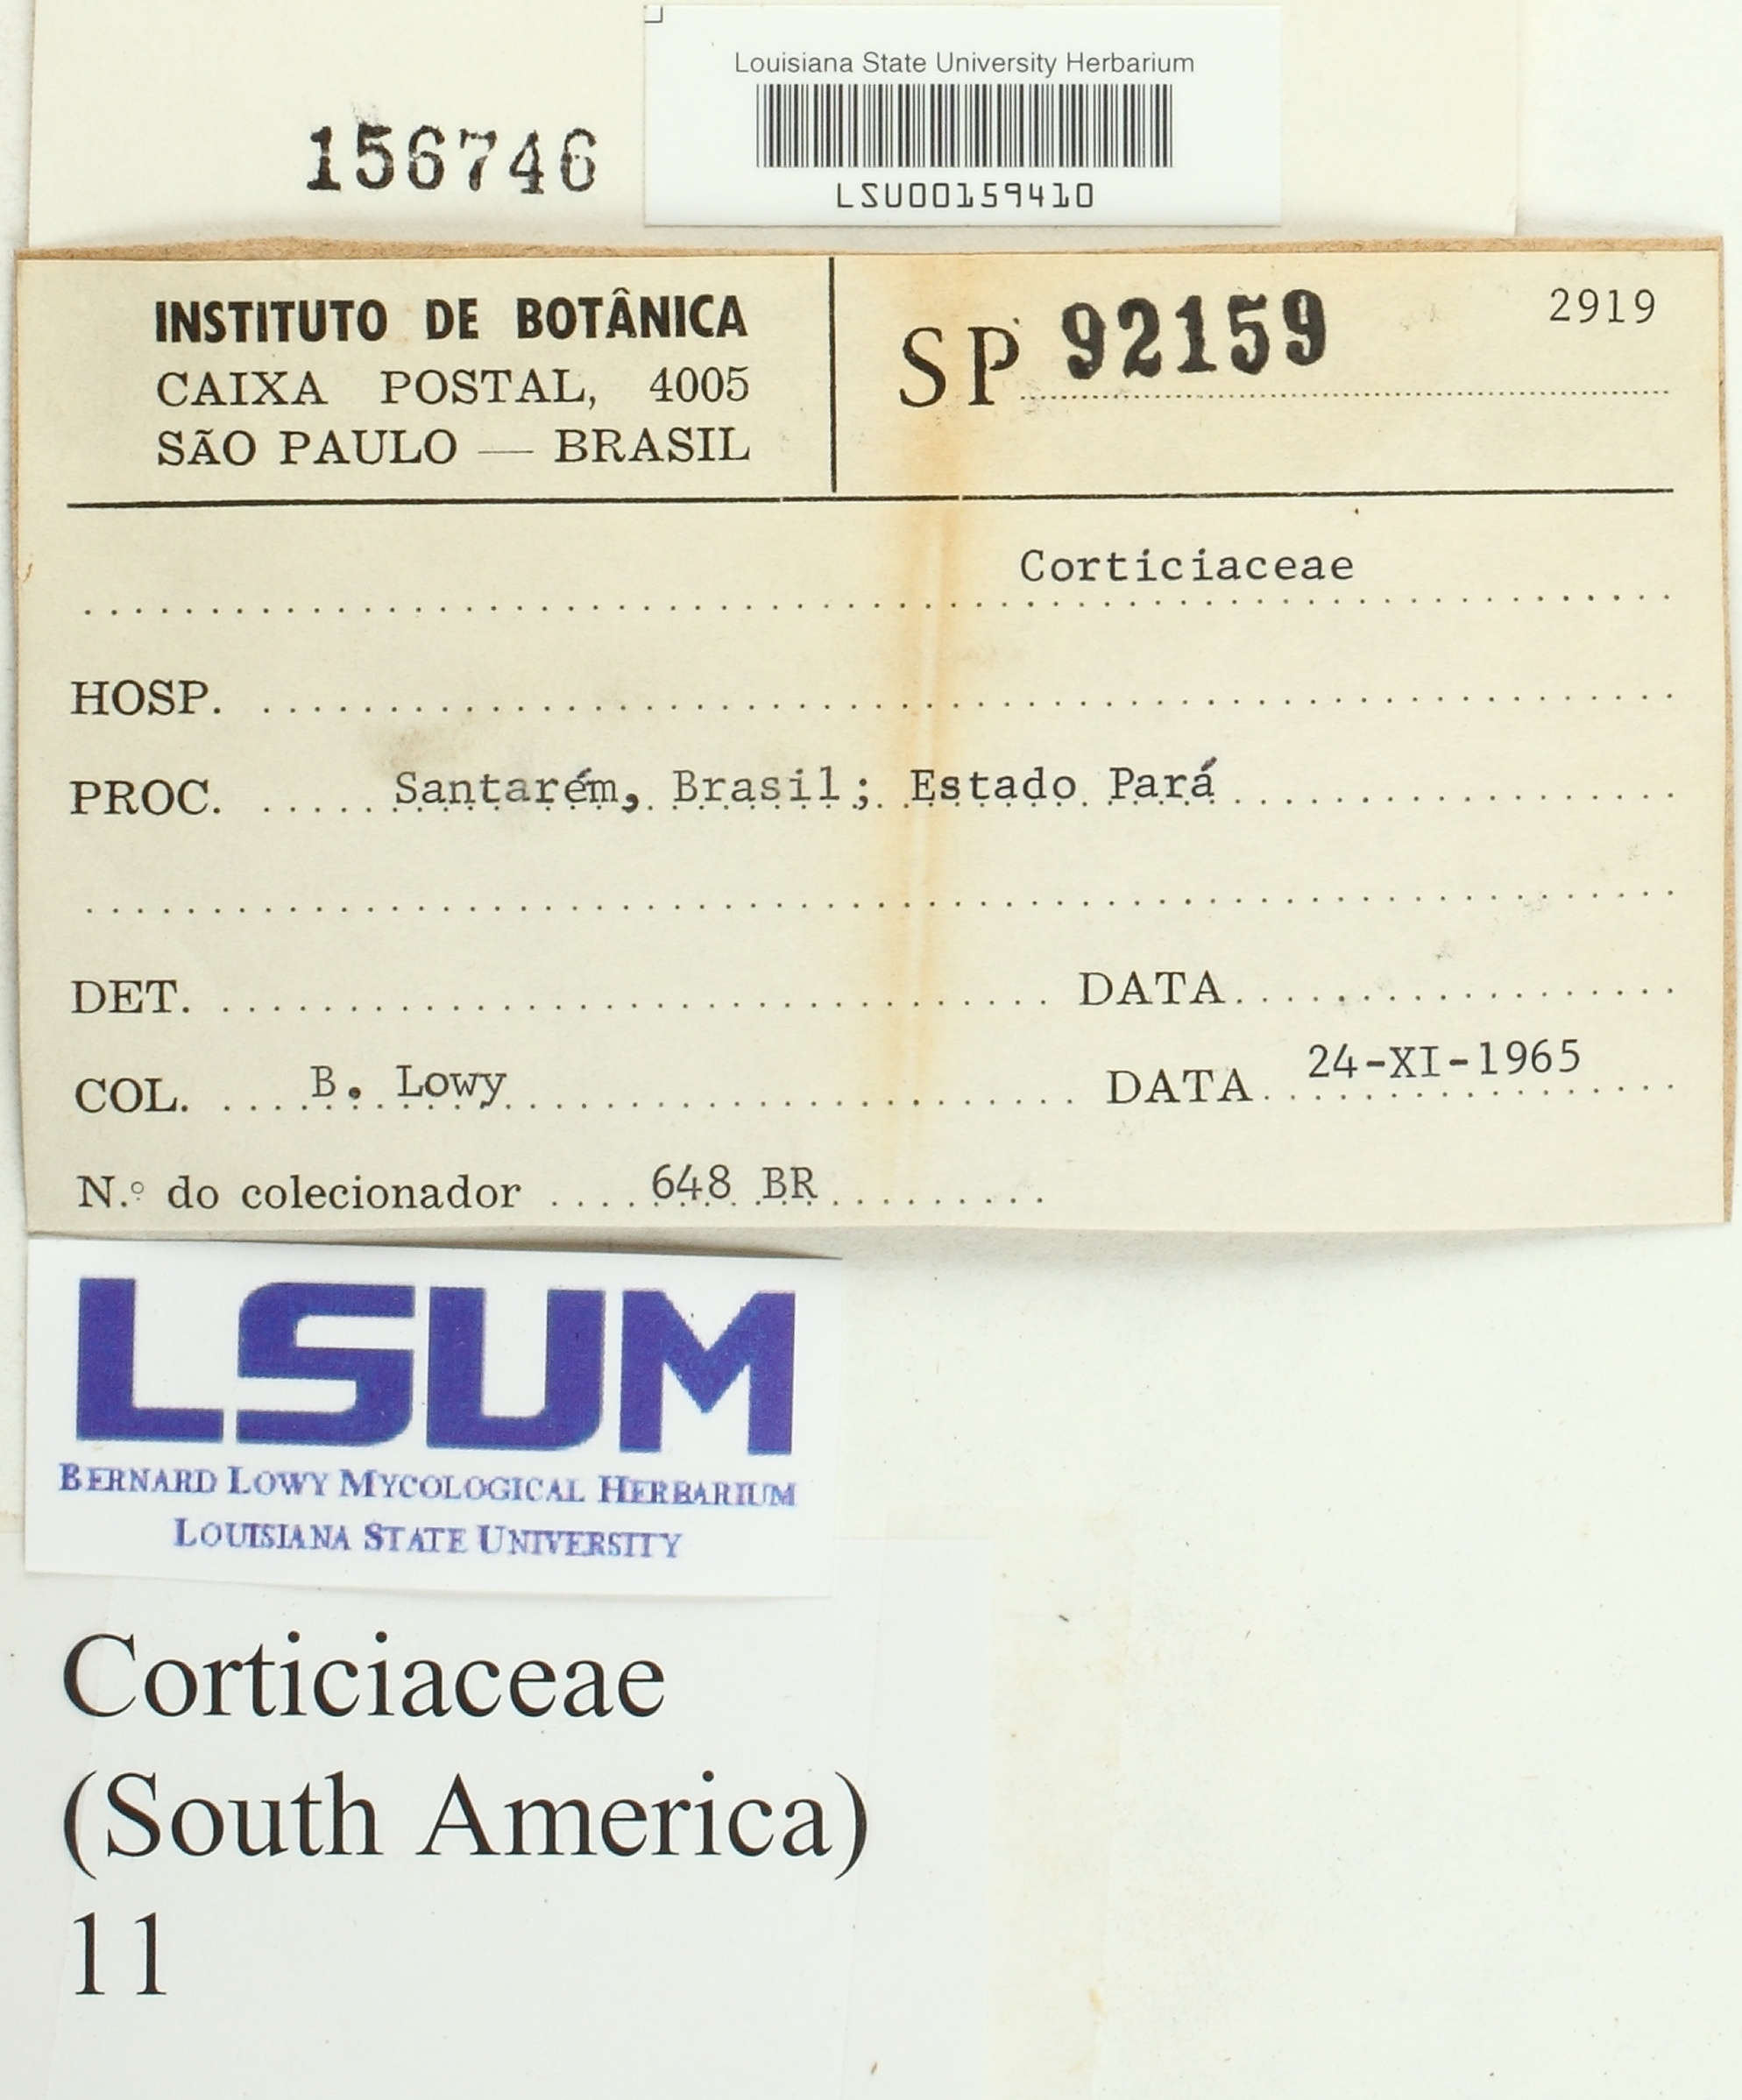 Louisiana State University Herbarium
156746
LSU00159410
INSTITUTO DE BOTÂNICA
CAIXA POSTAL, 4005
SÃO PAULO — BRASIL
SP 92159
2919
Corticiaceae
HOSP.
PROC. Santarém, Brasil; Estado Pará
DET. DATA
COL. B. Lowy DATA 24-XI-1965
N.º do colecionador 648 BR
LSUM
BERNARD LOWY MYCOLOGICAL HERBARIUM
LOUISIANA STATE UNIVERSITY
Corticiaceae
(South America)
11